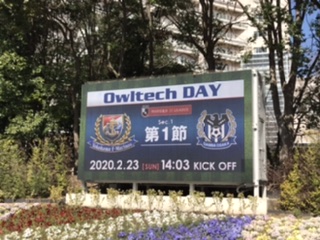 Owltech DAY
Sec.1
第1節
2020.2.23 [SUN] 14:03 KICK OFF